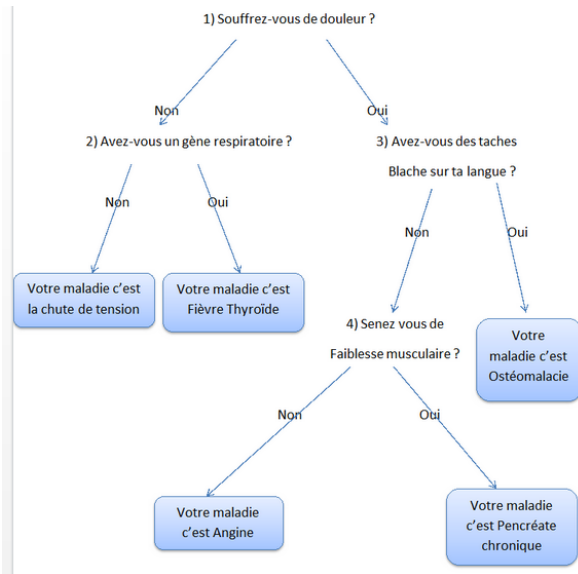 1) Souffrez-vous de douleur ?
Non
Oui
2) Avez-vous un gène respiratoire ?
3) Avez-vous des taches
Blache sur ta langue ?
Non
Oui
Non
Oui
Votre maladie c'est
la chute de tension
Votre maladie c'est
Fièvre Thyroïde
4) Senez vous de
Faiblesse musculaire ?
Votre
maladie c'est
Ostéomalacie
Non
Oui
Votre maladie
c'est Angine
Votre maladie
c'est Pencréate
chronique